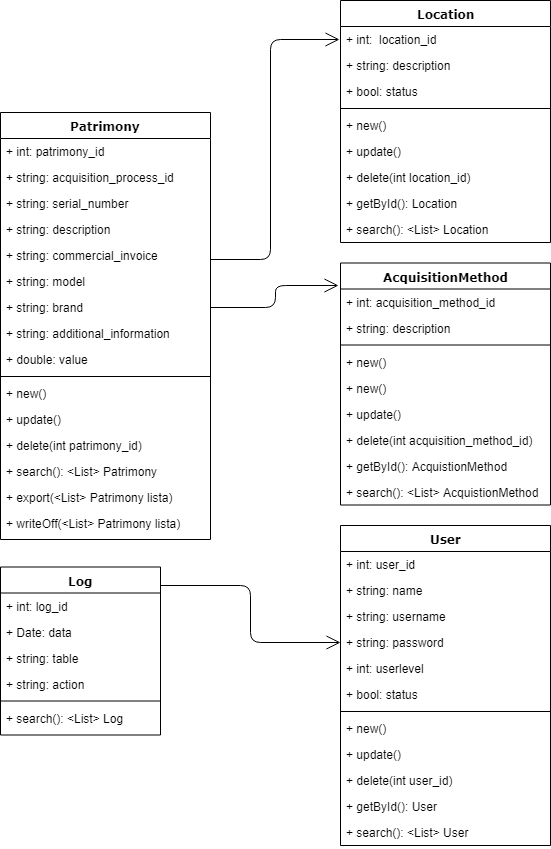 Location
+ int:  location_id
+ string: description
+ bool: status
+ new()
+ update()
+ delete(int location_id)
+ getById(): Location
+ search(): <List> Location
Patrimony
+ int: patrimony_id
+ string: acquisition_process_id
+ string: serial_number
+ string: description
+ string: commercial_invoice
+ string: model
+ string: brand
+ string: additional_information
+ double: value
+ new()
+ update()
+ delete(int patrimony_id)
+ search(): <List> Patrimony
+ export(<List> Patrimony lista)
+ writeOff(<List> Patrimony lista)
AcquisitionMethod
+ int: acquisition_method_id
+ string: description
+ new()
+ new()
+ update()
+ delete(int acquisition_method_id)
+ getById(): AcquistionMethod
+ search(): <List> AcquistionMethod
Log
+ int: log_id
+ Date: data
+ string: table
+ string: action
+ search(): <List> Log
User
+ int: user_id
+ string: name
+ string: username
+ string: password
+ int: userlevel
+ bool: status
+ new()
+ update()
+ delete(int user_id)
+ getById(): User
+ search(): <List> User